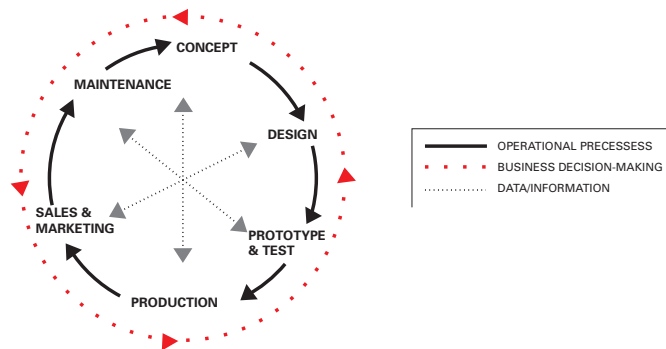 CONCEPT
MAINTENANCE
DESIGN
SALES &
MARKETING
PROTOTYPE
& TEST
PRODUCTION
OPERATIONAL PRECESSESS
BUSINESS DECISION-MAKING
DATA/INFORMATION